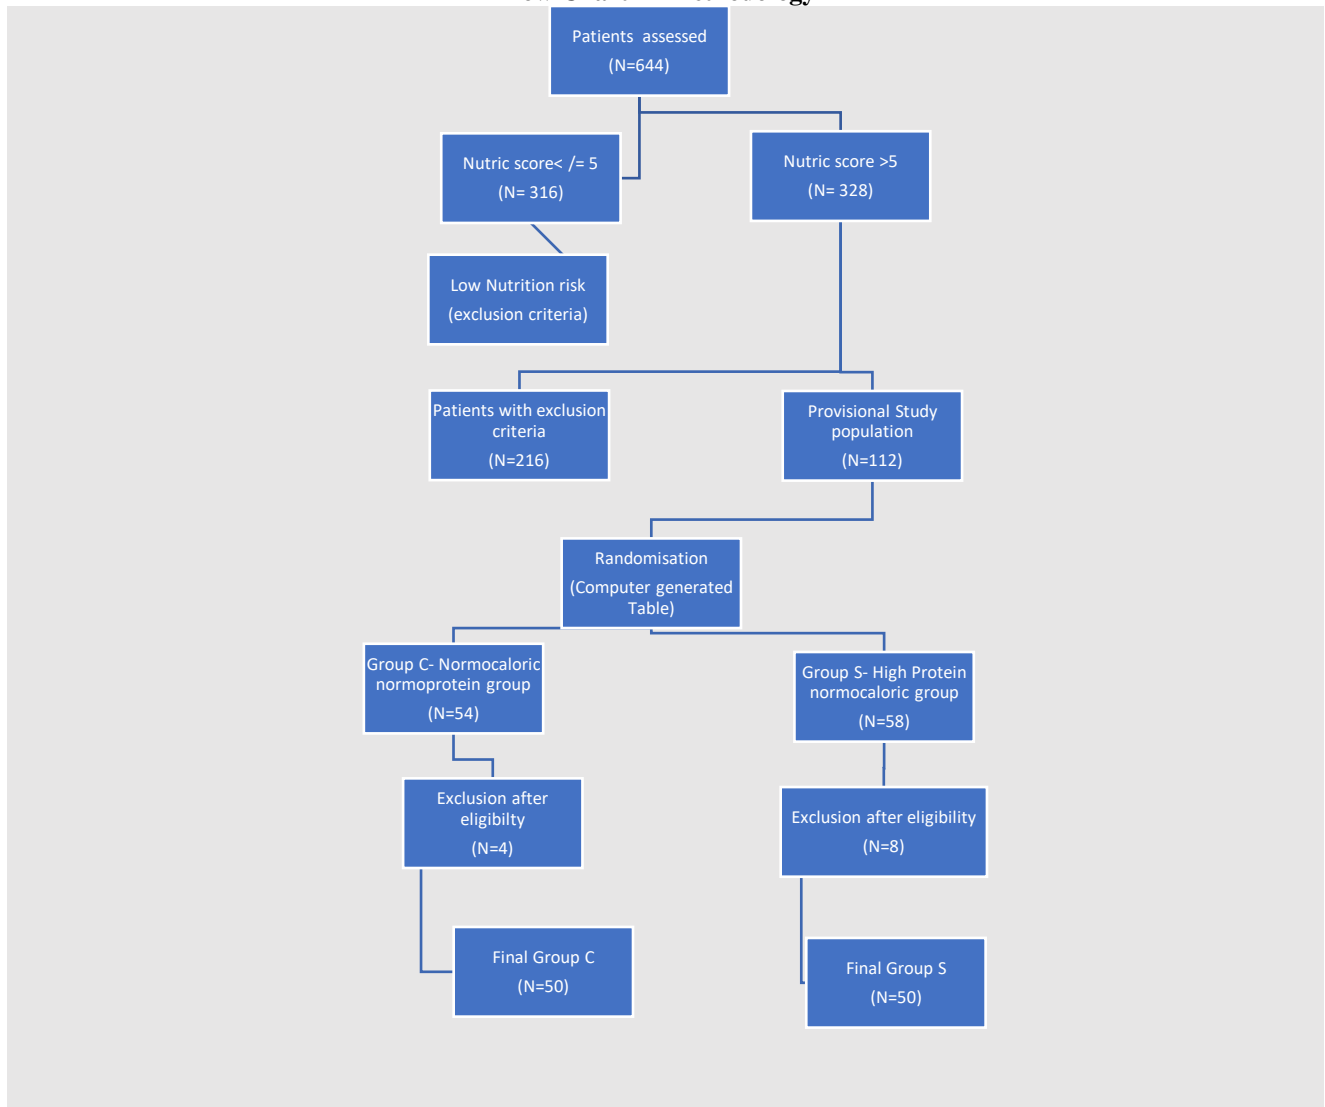 Patients assessed
(N=644)
Nutric score< /= 5
(N= 316)
Nutric score >5
(N= 328)
Low Nutrition risk
(exclusion criteria)
Patients with exclusion
criteria
(N=216)
Provisional Study
population
(N=112)
Randomisation
(Computer generated
Table)
Group C- Normocaloric
normoprotein group
(N=54)
Group S- High Protein
normocaloric group
(N=58)
Exclusion after
eligibilty
(N=4)
Exclusion after eligibility
(N=8)
Final Group C
(N=50)
Final Group S
(N=50)